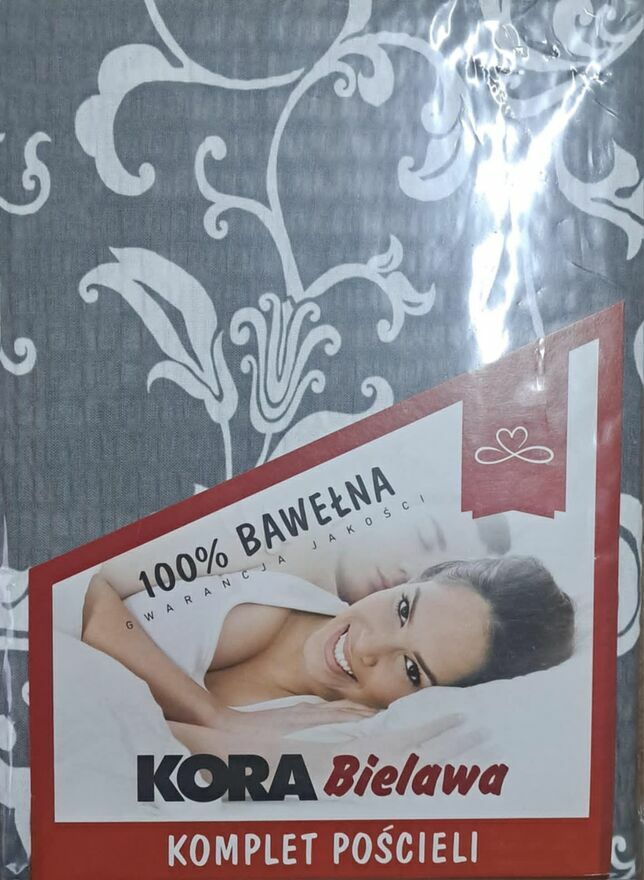 100% BAWEŁNA
GWARANCJA JAKOŚCI
KORA Bielawa
KOMPLET POŚCIELI